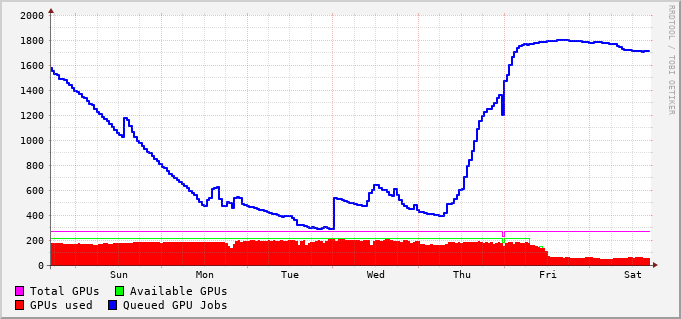 2000
1800
1600
1400
1200
1000
800
600
400
200
0
Sun Mon Tue Wed Thu Fri Sat
Total GPUs Available GPUs
GPUs used Queued GPU Jobs
RRDTOOL / TOBI OETIKER